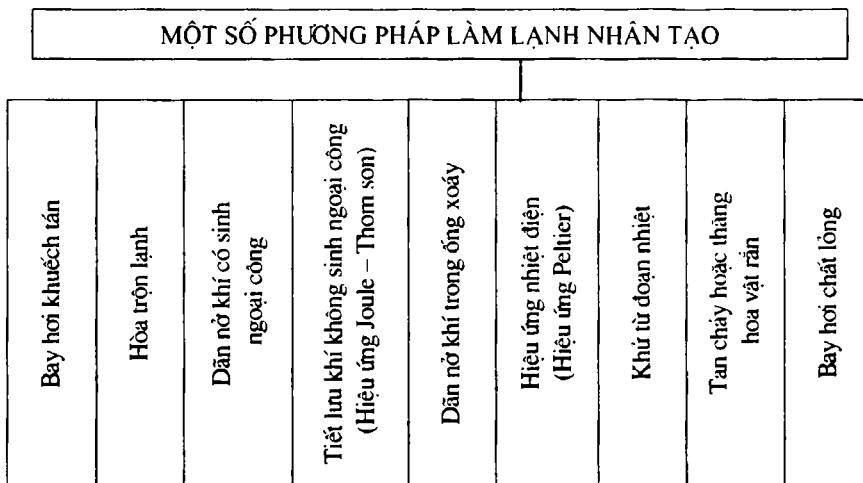 MỘT SỐ PHƯƠNG PHÁP LÀM LẠNH NHÂN TẠO
Bay hơi khuếch tán
Hòa trộn lạnh
Dãn nở khí có sinh
ngoại công
Tiết lưu khí không sinh ngoại công
(Hiệu ứng Joule – Thom son)
Dãn nở khí trong ống xoáy
Hiệu ứng nhiệt điện
(Hiệu ứng Peltier)
Khử từ đoạn nhiệt
Tan chảy hoặc thăng
hoa vật rắn
Bay hơi chất lỏng